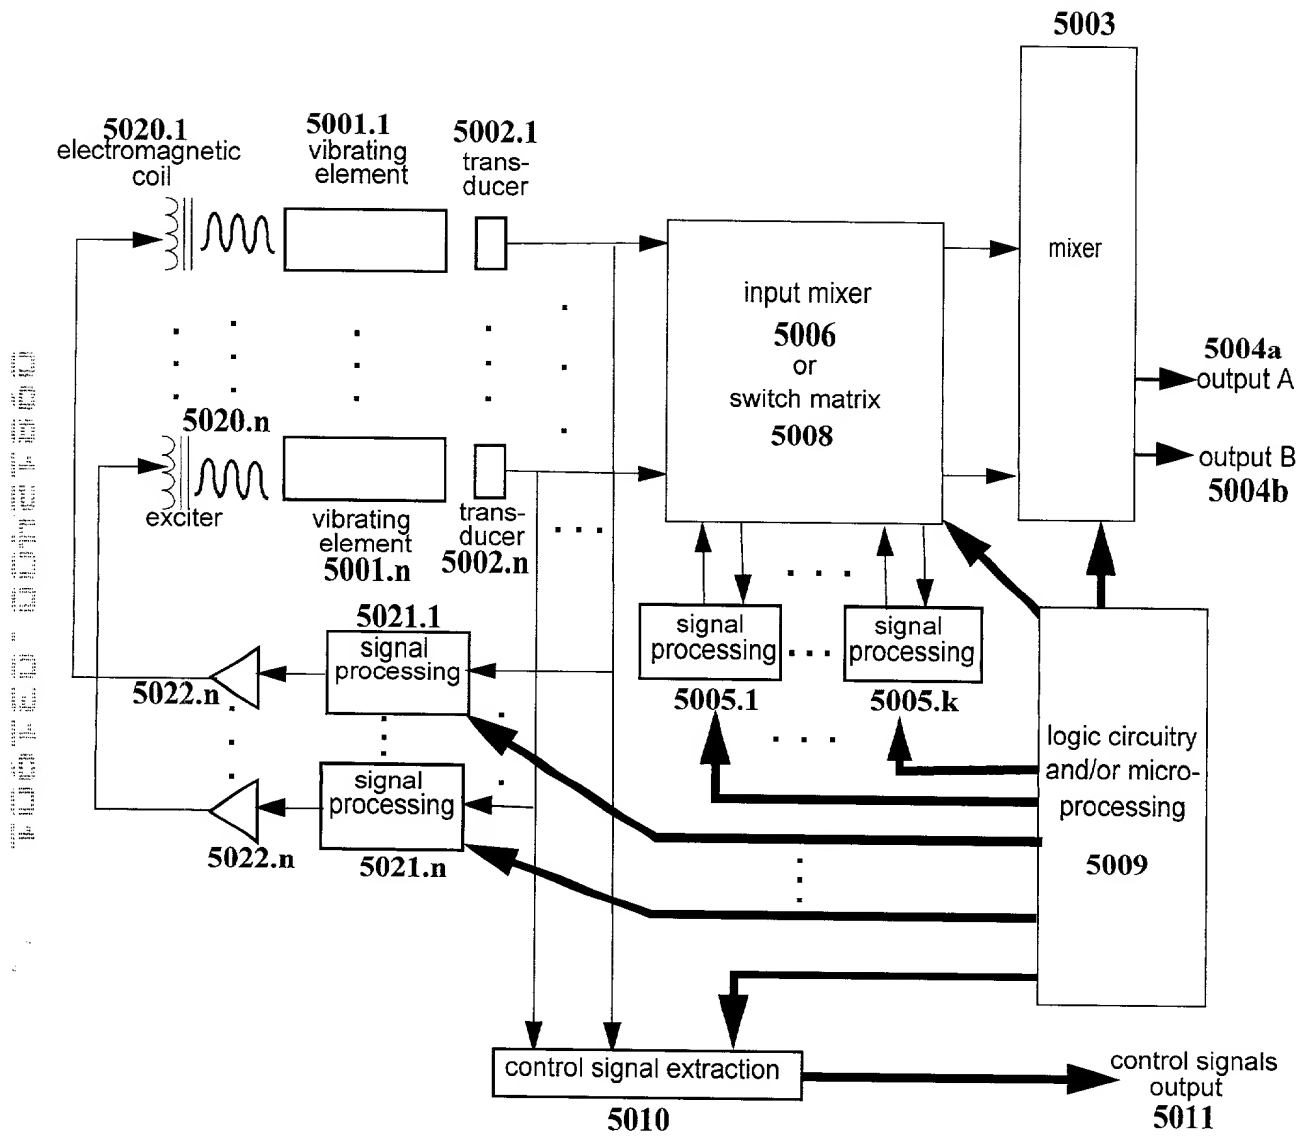 5003
5020.1
electromagnetic
coil
5001.1
vibrating
element
5002.1
trans-
ducer
mixer
input mixer
5006
or
switch matrix
5008
5004a
output A
output B
5004b
5020.n
exciter
vibrating
element
5001.n
trans-
ducer
5002.n
5021.1
signal
processing
5022.n
signal
processing
5021.n
5022.n
signal
processing
5005.1
signal
processing
5005.k
logic circuitry
and/or micro-
processing
5009
control signal extraction
5010
control signals
output
5011